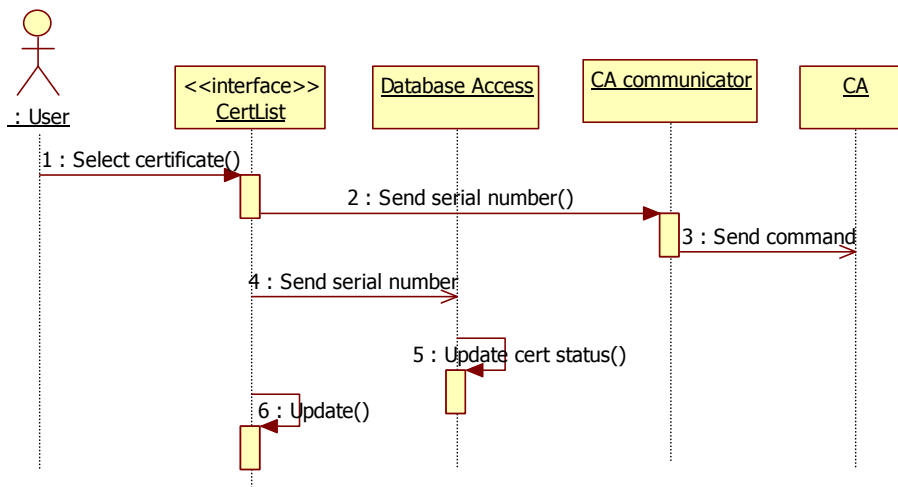 <<interface>>
CertList
Database Access
CA communicator
CA
: User
1 : Select certificate()
2 : Send serial number()
3 : Send command
4 : Send serial number
5 : Update cert status()
6 : Update()